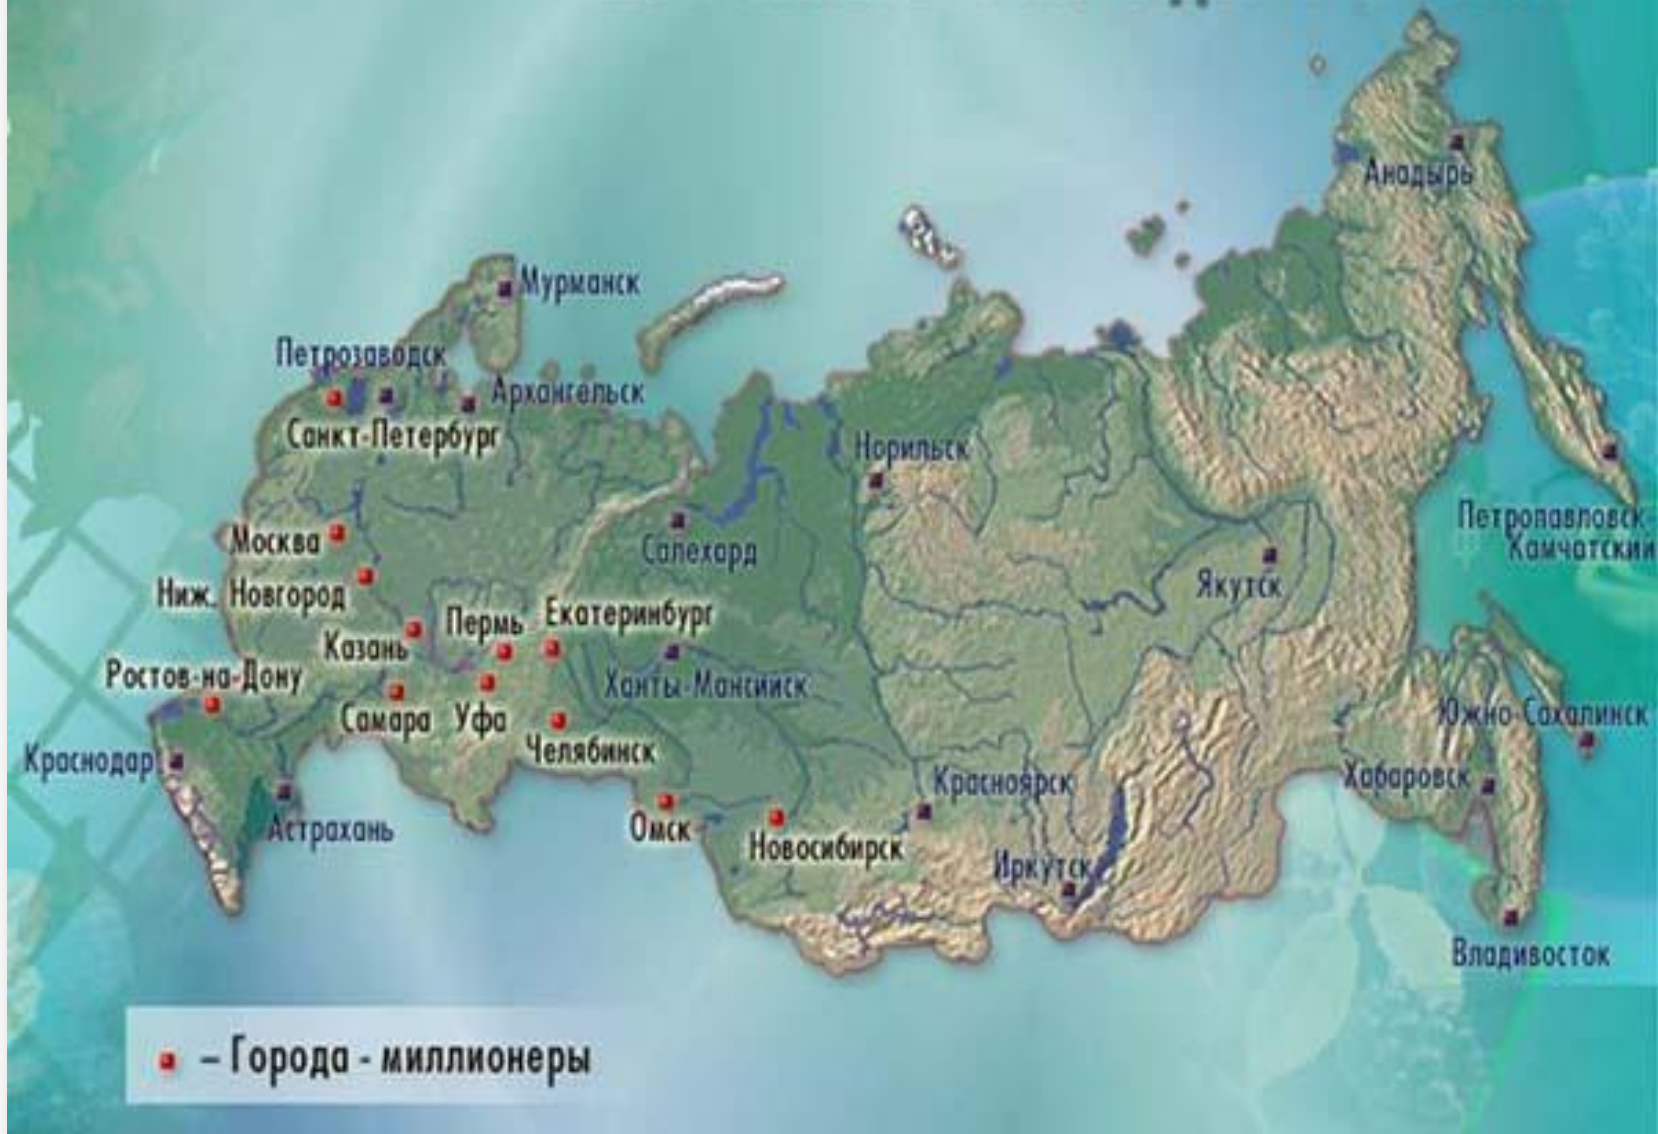 Анадырь
Мурманск
Петрозаводск
Архангельск
Санкт-Петербург
Норильск
Петропавловск-
Камчатский
Москва
Салехард
Якутск
Ниж. Новгород
Пермь
Екатеринбург
Казань
Ростов-на-Дону
Ханты-Мансийск
Самара
Уфа
Южно-Сахалинск
Челябинск
Краснодар
Красноярск
Хабаровск
Астрахань
Омск
Новосибирск
Иркутск
Владивосток
– Города - миллионеры